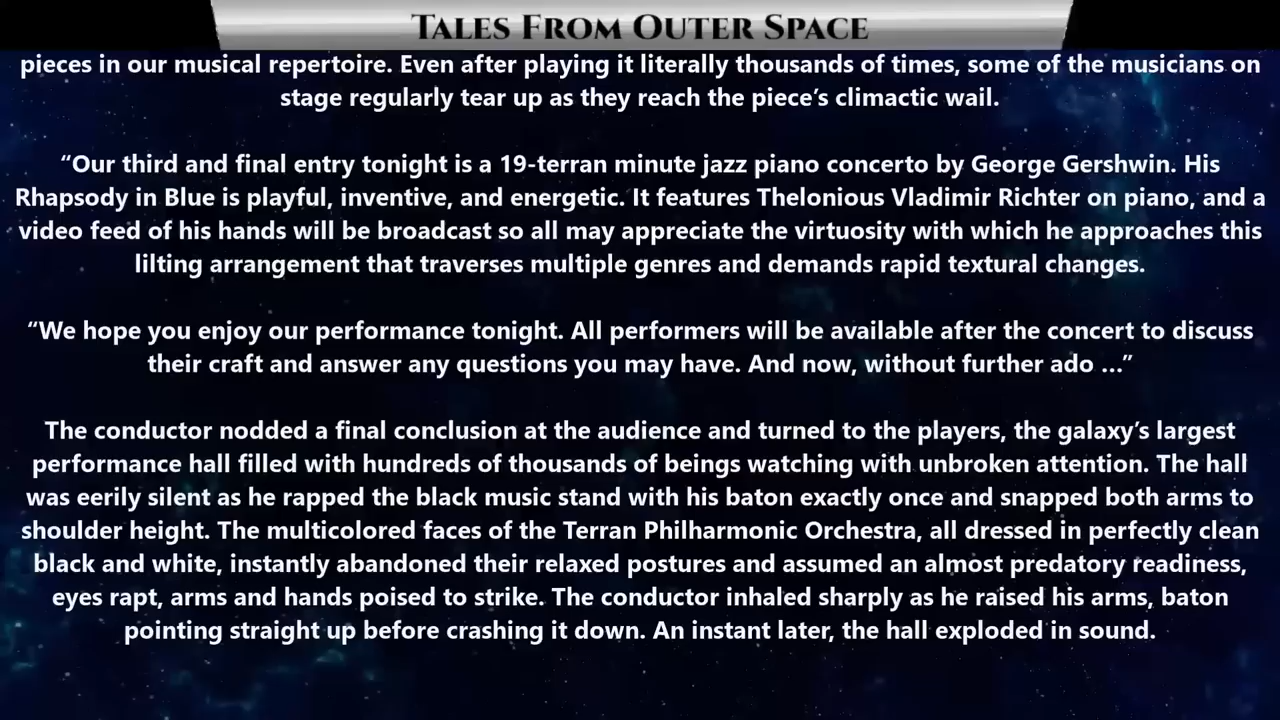 Tales From Outer Space
pieces in our musical repertoire. Even after playing it literally thousands of times, some of the musicians on
stage regularly tear up as they reach the piece’s climactic wail.
“Our third and final entry tonight is a 19-terran minute jazz piano concerto by George Gershwin. His
Rhapsody in Blue is playful, inventive, and energetic. It features Thelonious Vladimir Richter on piano, and a
video feed of his hands will be broadcast so all may appreciate the virtuosity with which he approaches this
lilting arrangement that traverses multiple genres and demands rapid textural changes.
“We hope you enjoy our performance tonight. All performers will be available after the concert to discuss
their craft and answer any questions you may have. And now, without further ado …”
The conductor nodded a final conclusion at the audience and turned to the players, the galaxy’s largest
performance hall filled with hundreds of thousands of beings watching with unbroken attention. The hall
was eerily silent as he rapped the black music stand with his baton exactly once and snapped both arms to
shoulder height. The multicolored faces of the Terran Philharmonic Orchestra, all dressed in perfectly clean
black and white, instantly abandoned their relaxed postures and assumed an almost predatory readiness,
eyes rapt, arms and hands poised to strike. The conductor inhaled sharply as he raised his arms, baton
pointing straight up before crashing it down. An instant later, the hall exploded in sound.